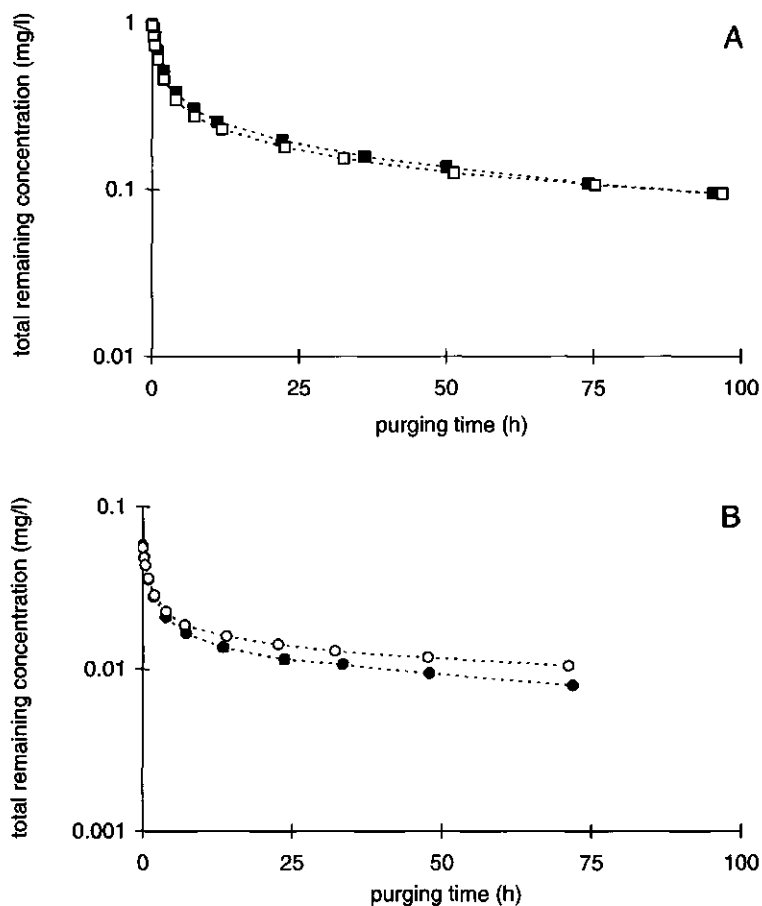 A
total remaining concentration (mg/l)
1
0.1
0.01
0 25 50 75 100
purging time (h)
B
total remaining concentration (mg/l)
0.1
0.01
0.001
0 25 50 75 100
purging time (h)